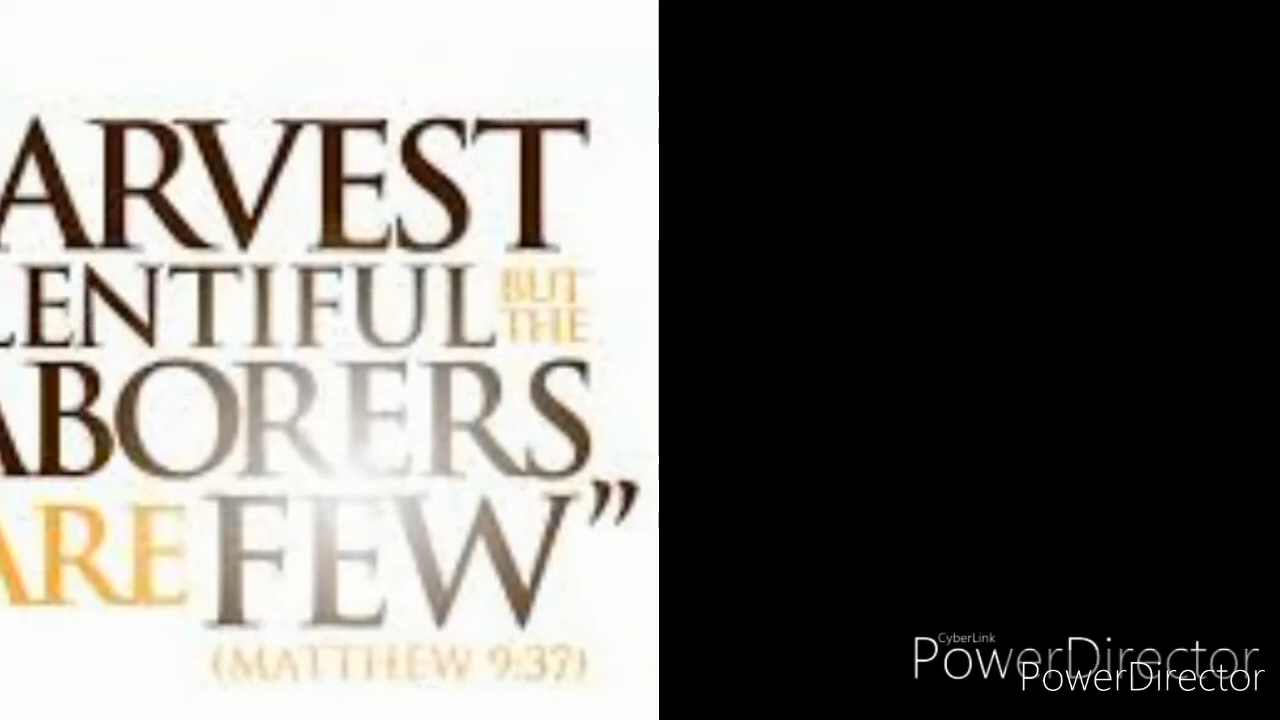 ARVEST
LENTIFUL BUT THE
ABORERS
ARE FEW”
(MATTHEW 9:37)
CyberLink
PowerDirector
PowerDirector